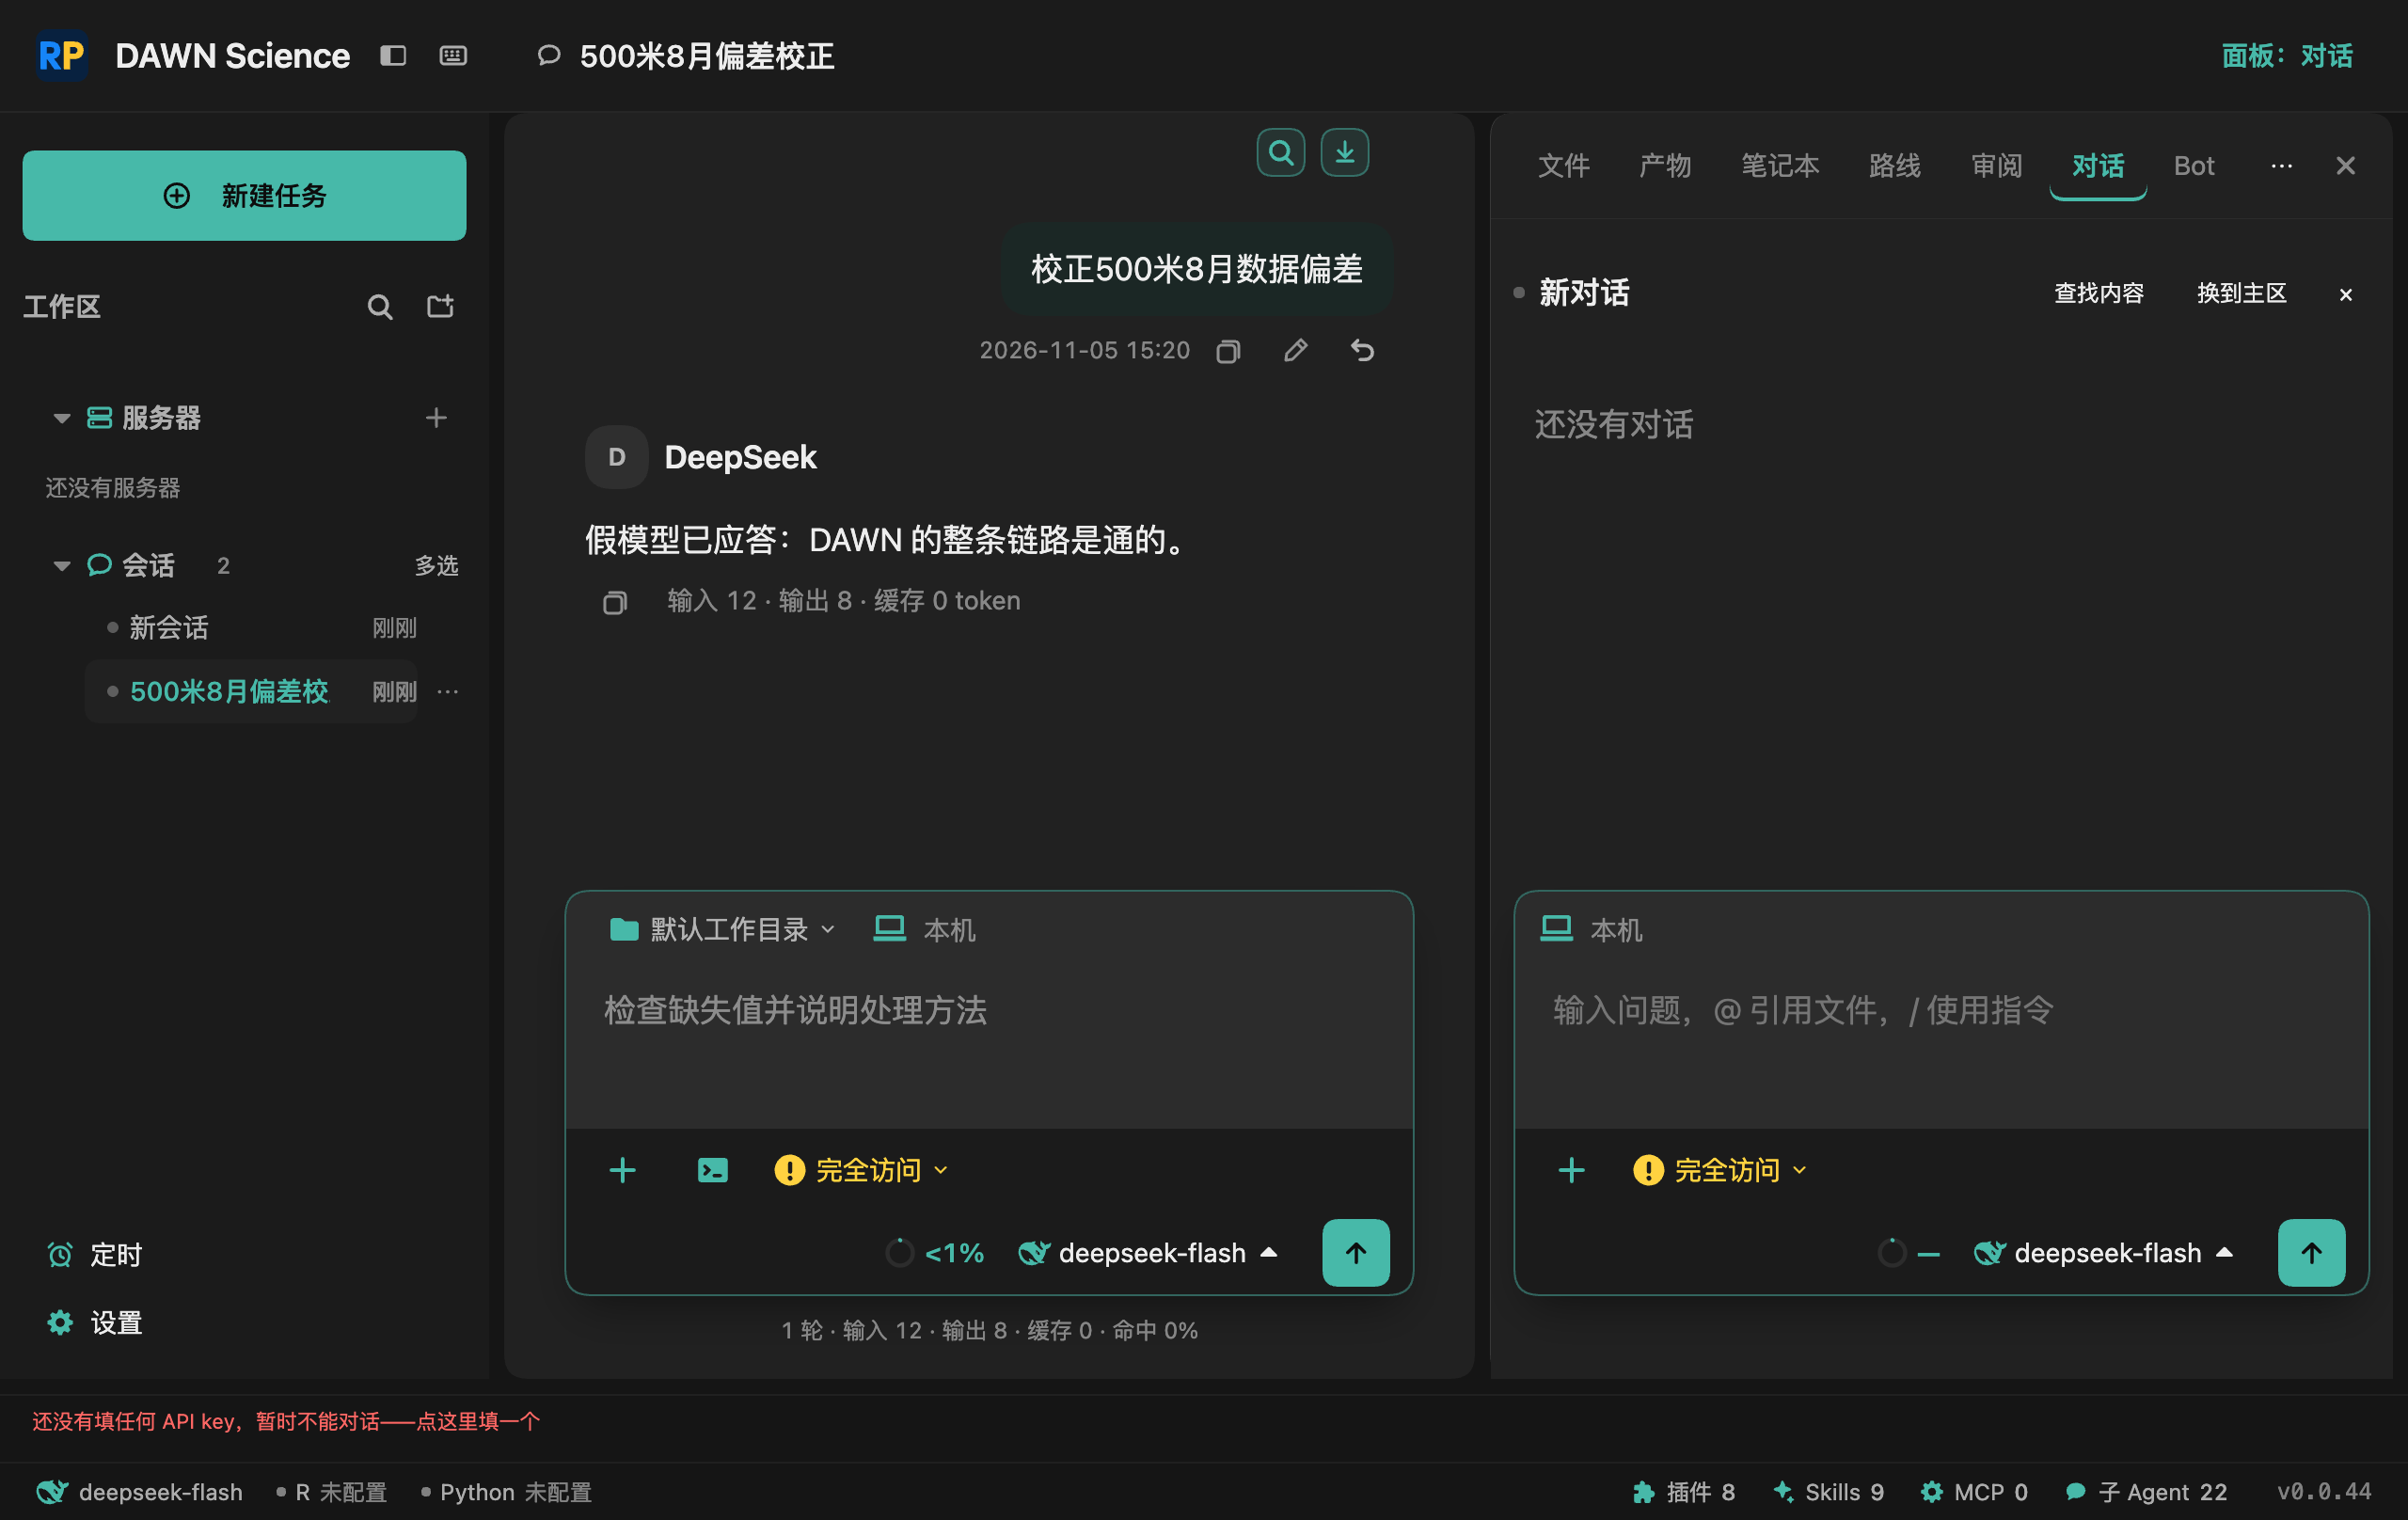 RP DAWN Science 500米8月偏差校正 面板：对话
新建任务
工作区
服务器
还没有服务器
会话 2 多选
新会话 刚刚
500米8月偏差校 刚刚 ···
定时
设置
校正500米8月数据偏差
2026-11-05 15:20
D DeepSeek
假模型已应答：DAWN 的整条链路是通的。
输入 12 · 输出 8 · 缓存 0 token
默认工作目录 本机
检查缺失值并说明处理方法
完全访问
<1% deepseek-flash
1 轮 · 输入 12 · 输出 8 · 缓存 0 · 命中 0%
文件 产物 笔记本 路线 审阅 对话 Bot ···
新对话 查找内容 换到主区 ×
还没有对话
本机
输入问题，@ 引用文件，/ 使用指令
完全访问
— deepseek-flash
还没有填任何 API key，暂时不能对话——点这里填一个
deepseek-flash R 未配置 Python 未配置 插件 8 Skills 9 MCP 0 子 Agent 22 v0.0.44